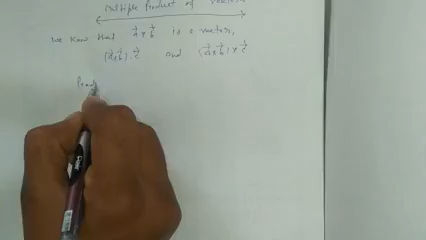 Multiple Product of Vectors
We know that a⃗ × b⃗ is a vector,
(a⃗×b⃗).c⃗ and (a⃗×b⃗)×c⃗